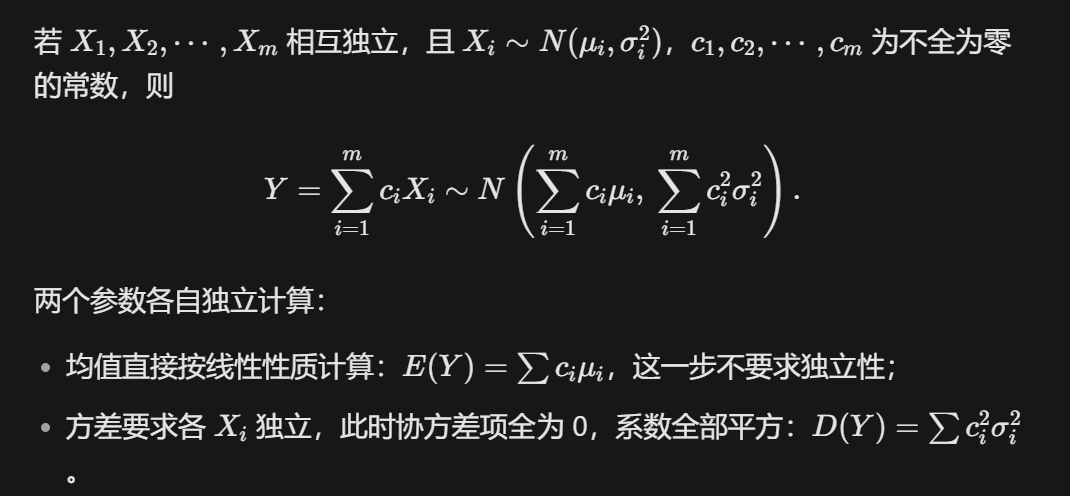 若 $X_1, X_2, \cdots, X_m$ 相互独立，且 $X_i \sim N(\mu_i, \sigma_i^2)$，$c_1, c_2, \cdots, c_m$ 为不全为零
的常数，则
$$Y = \sum_{i=1}^{m} c_i X_i \sim N\left(\sum_{i=1}^{m} c_i \mu_i, \sum_{i=1}^{m} c_i^2 \sigma_i^2\right).$$
两个参数各自独立计算：
• 均值直接按线性性质计算：$E(Y) = \sum c_i \mu_i$，这一步不要求独立性；
• 方差要求各 $X_i$ 独立，此时协方差项全为 0，系数全部平方：$D(Y) = \sum c_i^2 \sigma_i^2$
。